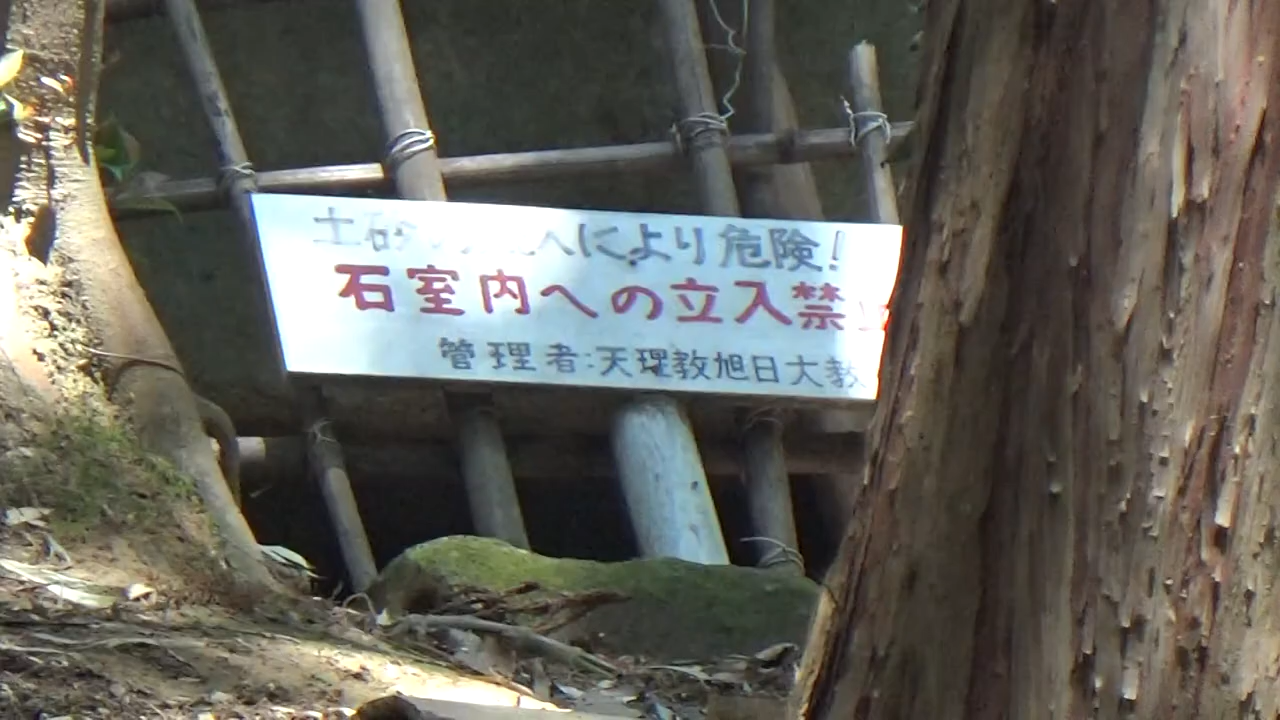 土砂 により危険!
石室内への立入禁止
管理者:天理教旭日大教